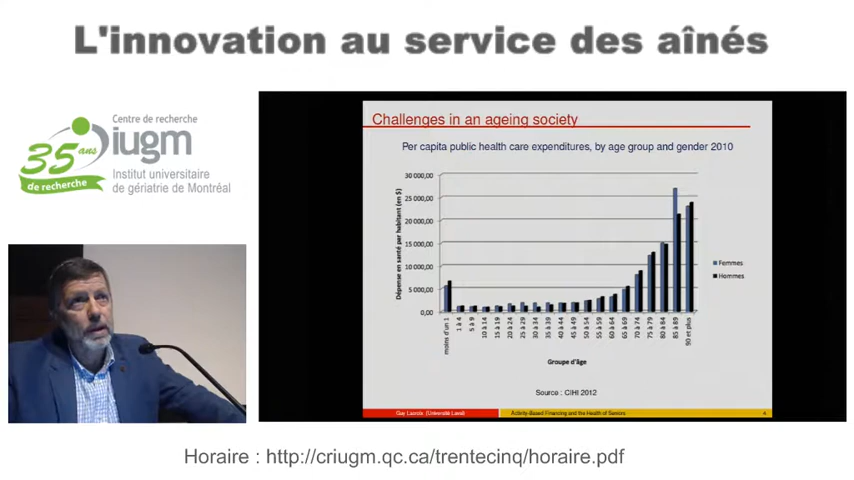 L'innovation au service des aînés
Centre de recherche
35 ans
iugm
de recherche
Institut universitaire
de gériatrie de Montréal
Challenges in an ageing society
Per capita public health care expenditures, by age group and gender 2010
Dépense en santé par habitant (en $)
30 000,00
25 000,00
20 000,00
15 000,00
10 000,00
5 000,00
0,00
moins d'un 1
1 à 4
5 à 9
10 à 14
15 à 19
20 à 24
25 à 29
30 à 34
35 à 39
40 à 44
45 à 49
50 à 54
55 à 59
60 à 64
65 à 69
70 à 74
75 à 79
80 à 84
85 à 89
90 et plus
Groupe d'âge
Femmes
Hommes
Source : CIHI 2012
Guy Lacroix (Université Laval)
Activity-Based Financing and the Health of Seniors
4
Horaire : http://criugm.qc.ca/trentecinq/horaire.pdf